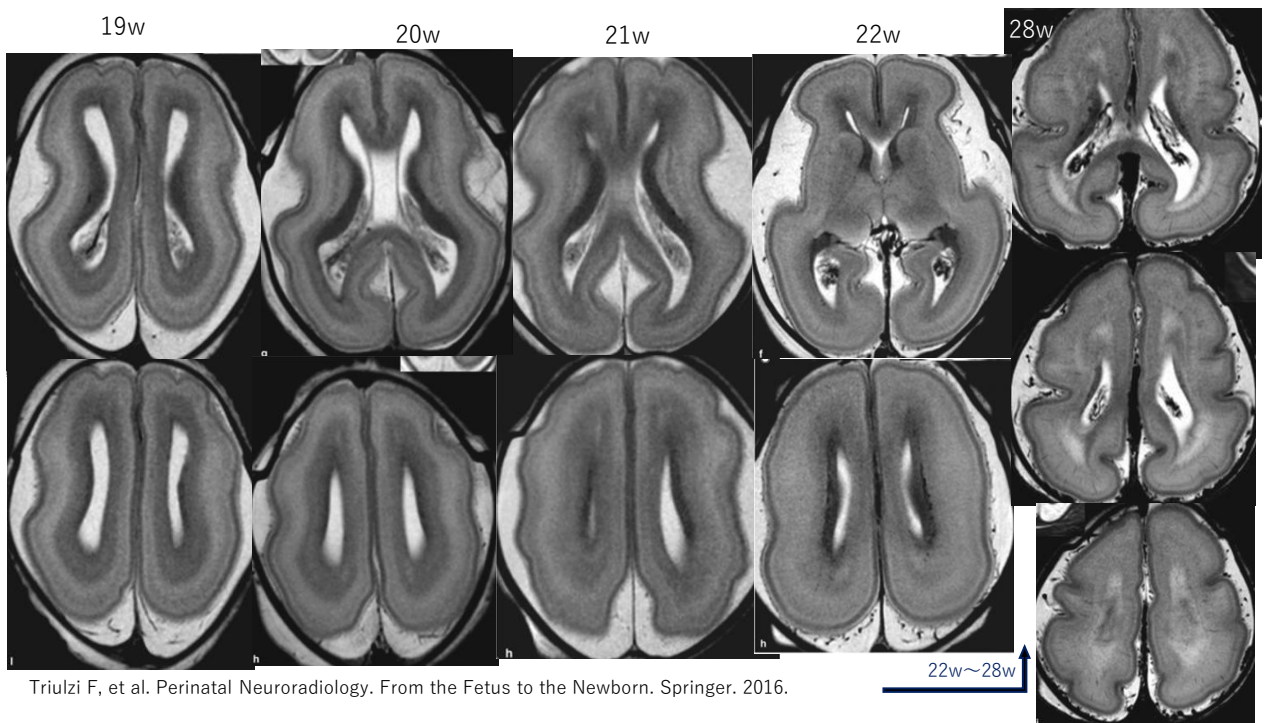 19w
20w
21w
22w
28w
g
f
i
h
h
h
22w～28w
Triulzi F, et al. Perinatal Neuroradiology. From the Fetus to the Newborn. Springer. 2016.